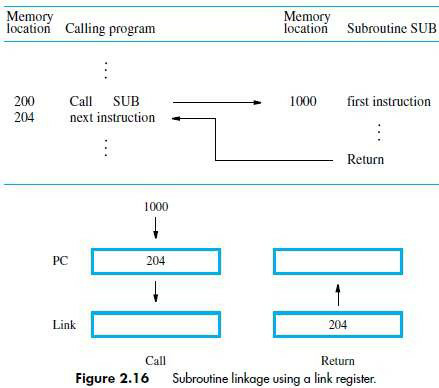 Memory location Calling program Memory location Subroutine SUB
200 Call SUB 1000 first instruction
204 next instruction
Return
1000
PC 204
Link 204
Call Return
Figure 2.16 Subroutine linkage using a link register.